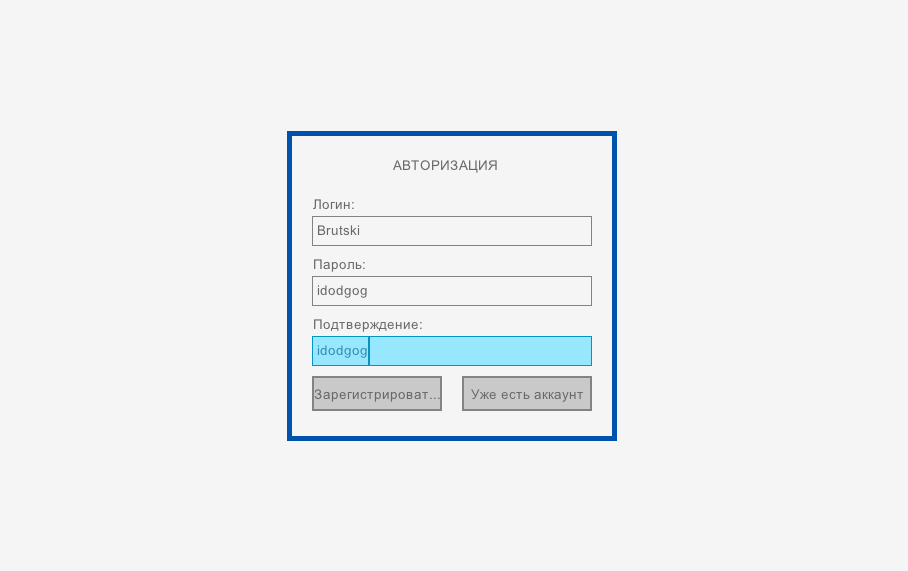 АВТОРИЗАЦИЯ
Логин:
Brutski
Пароль:
idodgog
Подтверждение:
idodgog
Зарегистрироват... Уже есть аккаунт